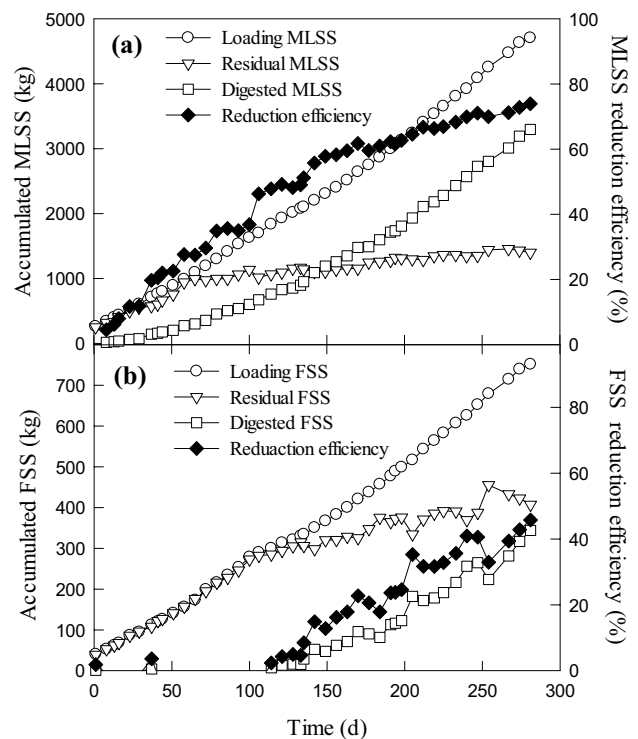 (a)
Loading MLSS
Residual MLSS
Digested MLSS
Reduction efficiency
Accumulated MLSS (kg)
5000
4000
3000
2000
1000
0
MLSS reduction
efficiency (%)
100
80
60
40
20
0
(b)
Loading FSS
Residual FSS
Digested FSS
Reduaction efficiency
Accumulated FSS (kg)
700
600
500
400
300
200
100
0
FSS reduction
efficiency (%)
80
60
40
20
0
0 50 100 150 200 250 300
Time (d)